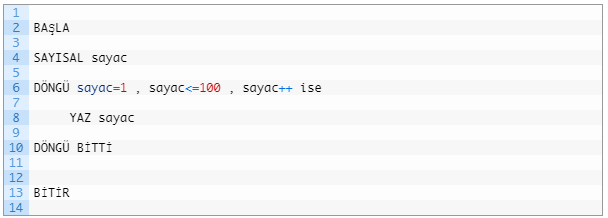 1
2 BAŞLA
3
4 SAYISAL sayac
5
6 DÖNGÜ sayac=1 , sayac<=100 , sayac++ ise
7
8 YAZ sayac
9
10 DÖNGÜ BİTTİ
11
12
13 BİTİR
14